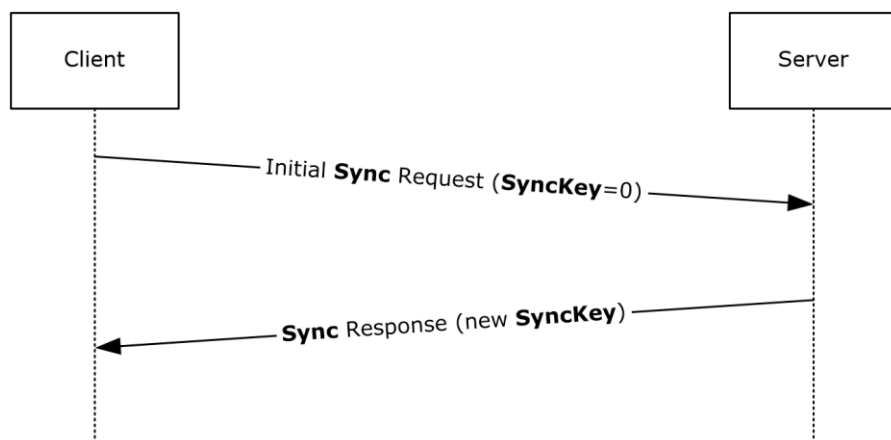 Client
Server
Initial Sync Request (SyncKey=0)
Sync Response (new SyncKey)